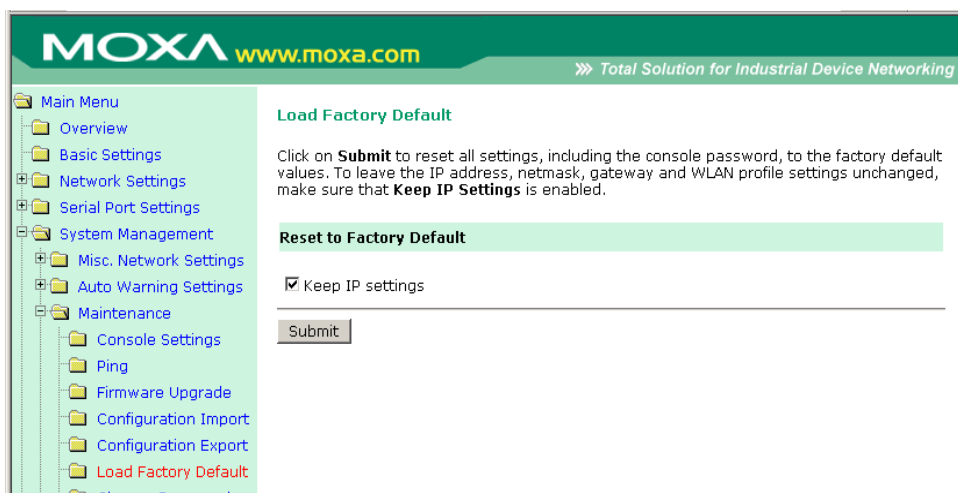 MOXA www.moxa.com
Total Solution for Industrial Device Networking
Main Menu
Overview
Basic Settings
Network Settings
Serial Port Settings
System Management
Misc. Network Settings
Auto Warning Settings
Maintenance
Console Settings
Ping
Firmware Upgrade
Configuration Import
Configuration Export
Load Factory Default
Load Factory Default
Click on Submit to reset all settings, including the console password, to the factory default
values. To leave the IP address, netmask, gateway and WLAN profile settings unchanged,
make sure that Keep IP Settings is enabled.
Reset to Factory Default
Keep IP settings
Submit